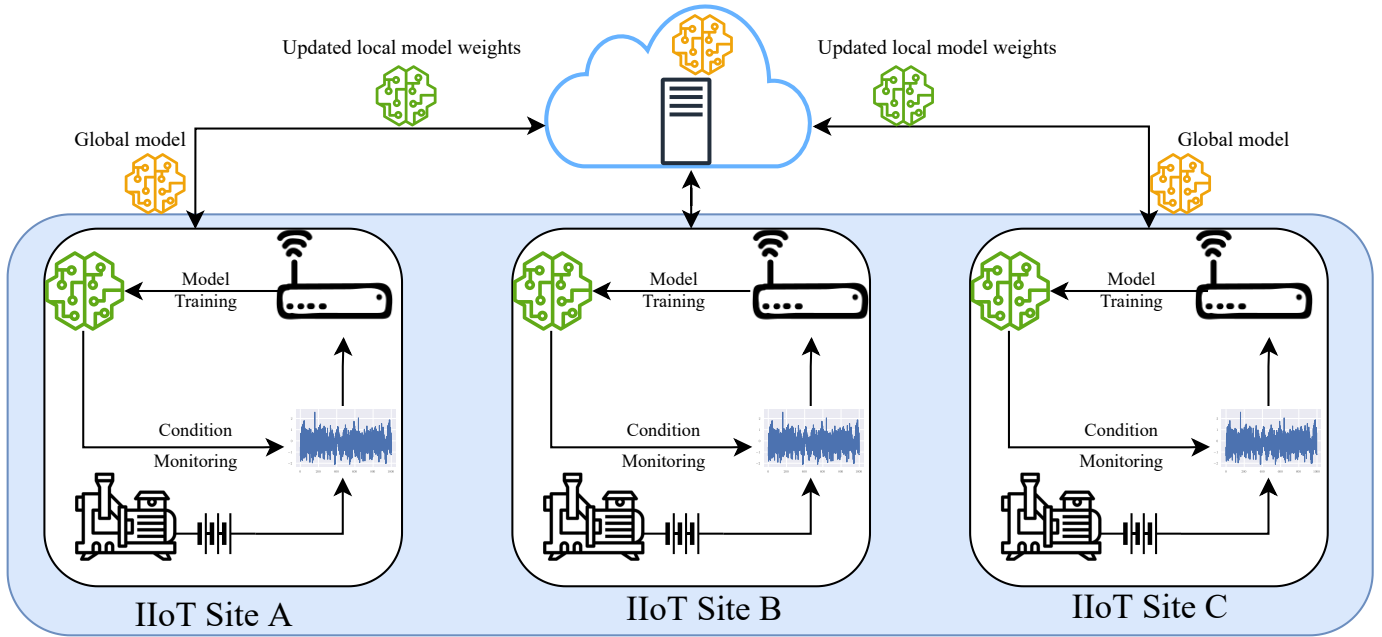 Updated local model weights
Updated local model weights
Global model
Global model
Model
Training
Condition
Monitoring
IIoT Site A
Model
Training
Condition
Monitoring
IIoT Site B
Model
Training
Condition
Monitoring
IIoT Site C